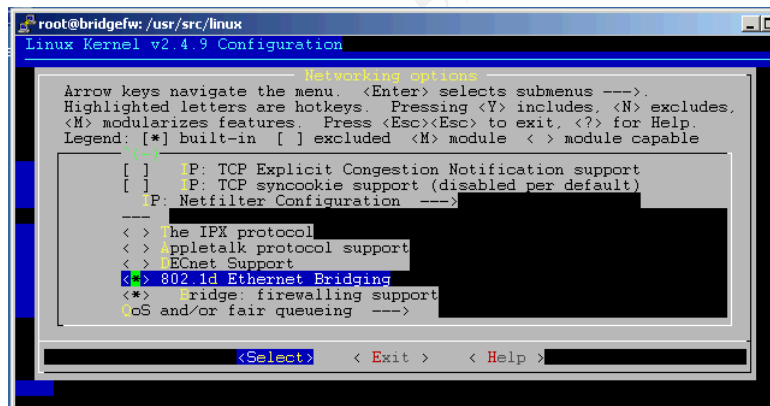 root@bridgefw: /usr/src/linux
Linux Kernel v2.4.9 Configuration
Networking options
Arrow keys navigate the menu. <Enter> selects submenus --->.
Highlighted letters are hotkeys. Pressing <Y> includes, <N> excludes,
<M> modularizes features. Press <Esc><Esc> to exit, <?> for Help.
Legend: [*] built-in [ ] excluded <M> module < > module capable
^(-)
[ ] IP: TCP Explicit Congestion Notification support
[ ] IP: TCP syncookie support (disabled per default)
IP: Netfilter Configuration --->
---
< > The IPX protocol
< > Appletalk protocol support
< > DECnet Support
<*> 802.1d Ethernet Bridging
<*> Bridge: firewalling support
QoS and/or fair queueing --->
<Select> < Exit > < Help >